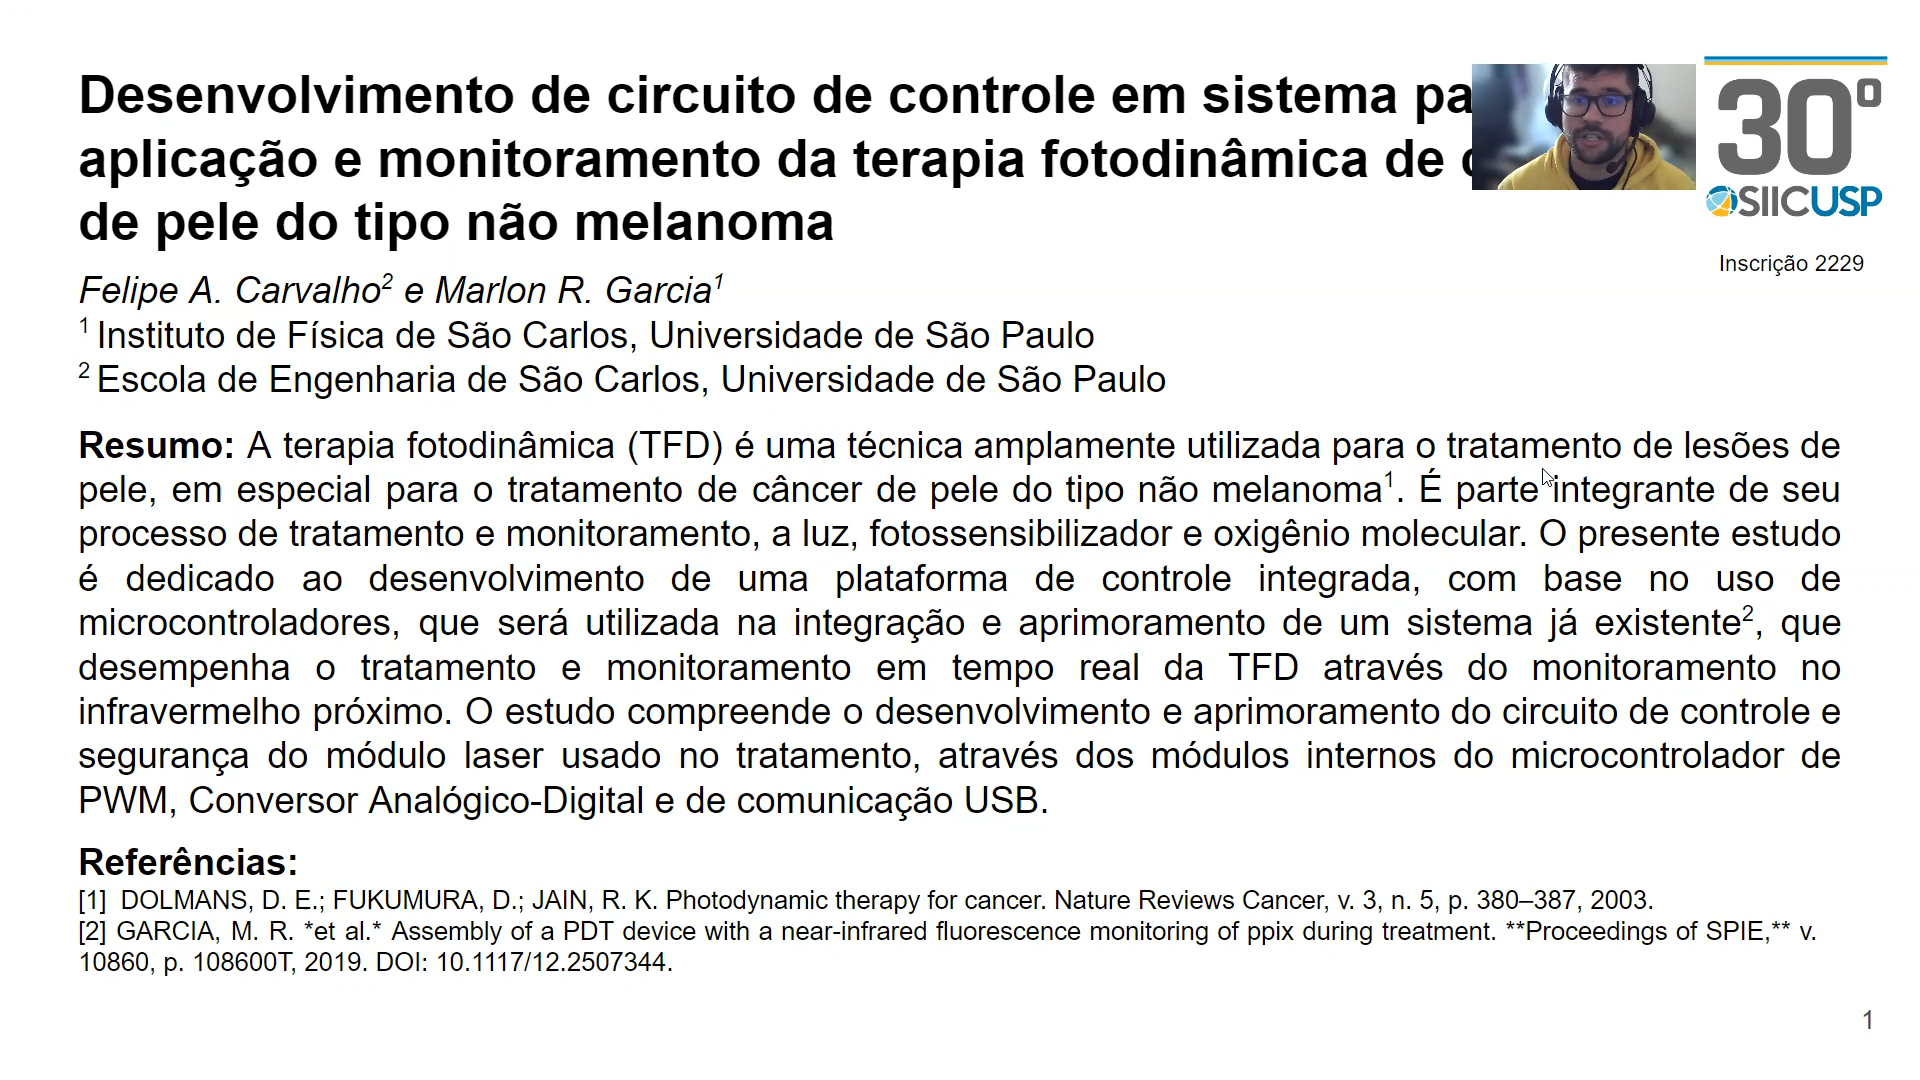 Desenvolvimento de circuito de controle em sistema pa
aplicação e monitoramento da terapia fotodinâmica de
de pele do tipo não melanoma
30º
SIICUSP
Inscrição 2229
Felipe A. Carvalho² e Marlon R. Garcia¹
¹ Instituto de Física de São Carlos, Universidade de São Paulo
² Escola de Engenharia de São Carlos, Universidade de São Paulo
Resumo: A terapia fotodinâmica (TFD) é uma técnica amplamente utilizada para o tratamento de lesões de
pele, em especial para o tratamento de câncer de pele do tipo não melanoma¹. É parte integrante de seu
processo de tratamento e monitoramento, a luz, fotossensibilizador e oxigênio molecular. O presente estudo
é dedicado ao desenvolvimento de uma plataforma de controle integrada, com base no uso de
microcontroladores, que será utilizada na integração e aprimoramento de um sistema já existente², que
desempenha o tratamento e monitoramento em tempo real da TFD através do monitoramento no
infravermelho próximo. O estudo compreende o desenvolvimento e aprimoramento do circuito de controle e
segurança do módulo laser usado no tratamento, através dos módulos internos do microcontrolador de
PWM, Conversor Analógico-Digital e de comunicação USB.
Referências:
[1] DOLMANS, D. E.; FUKUMURA, D.; JAIN, R. K. Photodynamic therapy for cancer. Nature Reviews Cancer, v. 3, n. 5, p. 380–387, 2003.
[2] GARCIA, M. R. *et al.* Assembly of a PDT device with a near-infrared fluorescence monitoring of ppix during treatment. **Proceedings of SPIE,** v.
10860, p. 108600T, 2019. DOI: 10.1117/12.2507344.
1